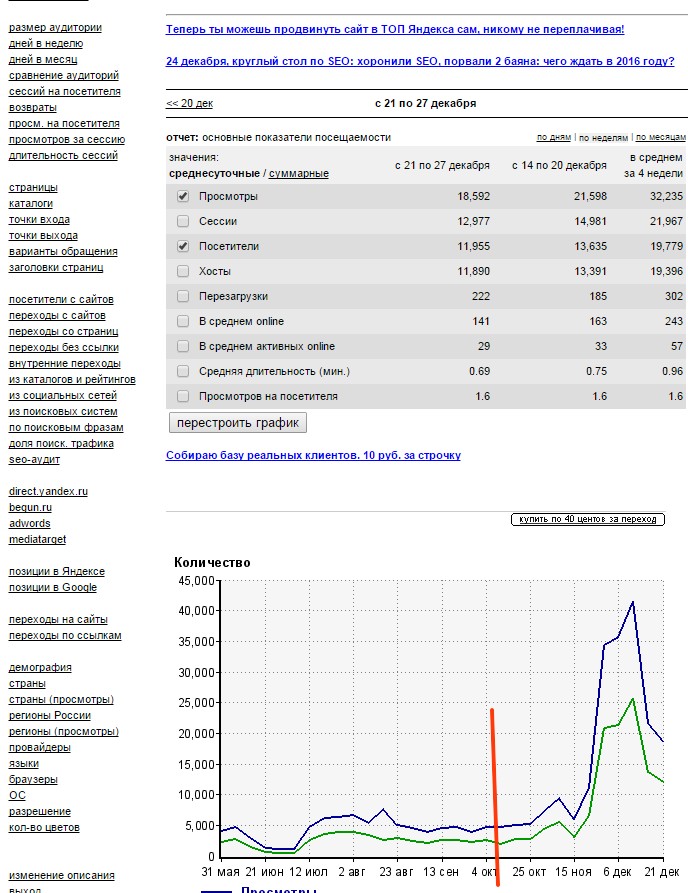 размер аудитории
дней в неделю
дней в месяц
сравнение аудиторий
сессий на посетителя
возвраты
просм. на посетителя
просмотров за сессию
длительность сессий
страницы
каталоги
точки входа
точки выхода
варианты обращения
заголовки страниц
посетители с сайтов
переходы с сайтов
переходы со страниц
переходы без ссылки
внутренние переходы
из каталогов и рейтингов
из социальных сетей
из поисковых систем
по поисковым фразам
доля поиск. трафика
seo-аудит
direct.yandex.ru
begun.ru
adwords
mediatarget
позиции в Яндексе
позиции в Google
переходы на сайты
переходы по ссылкам
демография
страны
страны (просмотры)
регионы России
регионы (просмотры)
провайдеры
языки
браузеры
ОС
разрешение
кол-во цветов
изменение описания
выход
Теперь ты можешь продвинуть сайт в ТОП Яндекса сам, никому не переплачивая!
24 декабря, круглый стол по SEO: хоронили SEO, порвали 2 баяна: чего ждать в 2016 году?
<< 20 дек с 21 по 27 декабря
отчет: основные показатели посещаемости по дням | по неделям | по месяцам
значения:
среднесуточные / суммарные с 21 по 27 декабря с 14 по 20 декабря в среднем за 4 недели
Просмотры 18,592 21,598 32,235
Сессии 12,977 14,981 21,967
Посетители 11,955 13,635 19,779
Хосты 11,890 13,391 19,396
Перезагрузки 222 185 302
В среднем online 141 163 243
В среднем активных online 29 33 57
Средняя длительность (мин.) 0.69 0.75 0.96
Просмотров на посетителя 1.6 1.6 1.6
перестроить график
Собираю базу реальных клиентов. 10 руб. за строчку
купить по 40 центов за переход
Количество
45,000
40,000
35,000
30,000
25,000
20,000
15,000
10,000
5,000
0
31 мая 21 июн 12 июл 2 авг 23 авг 13 сен 4 окт 25 окт 15 ноя 6 дек 21 дек
Просмотры